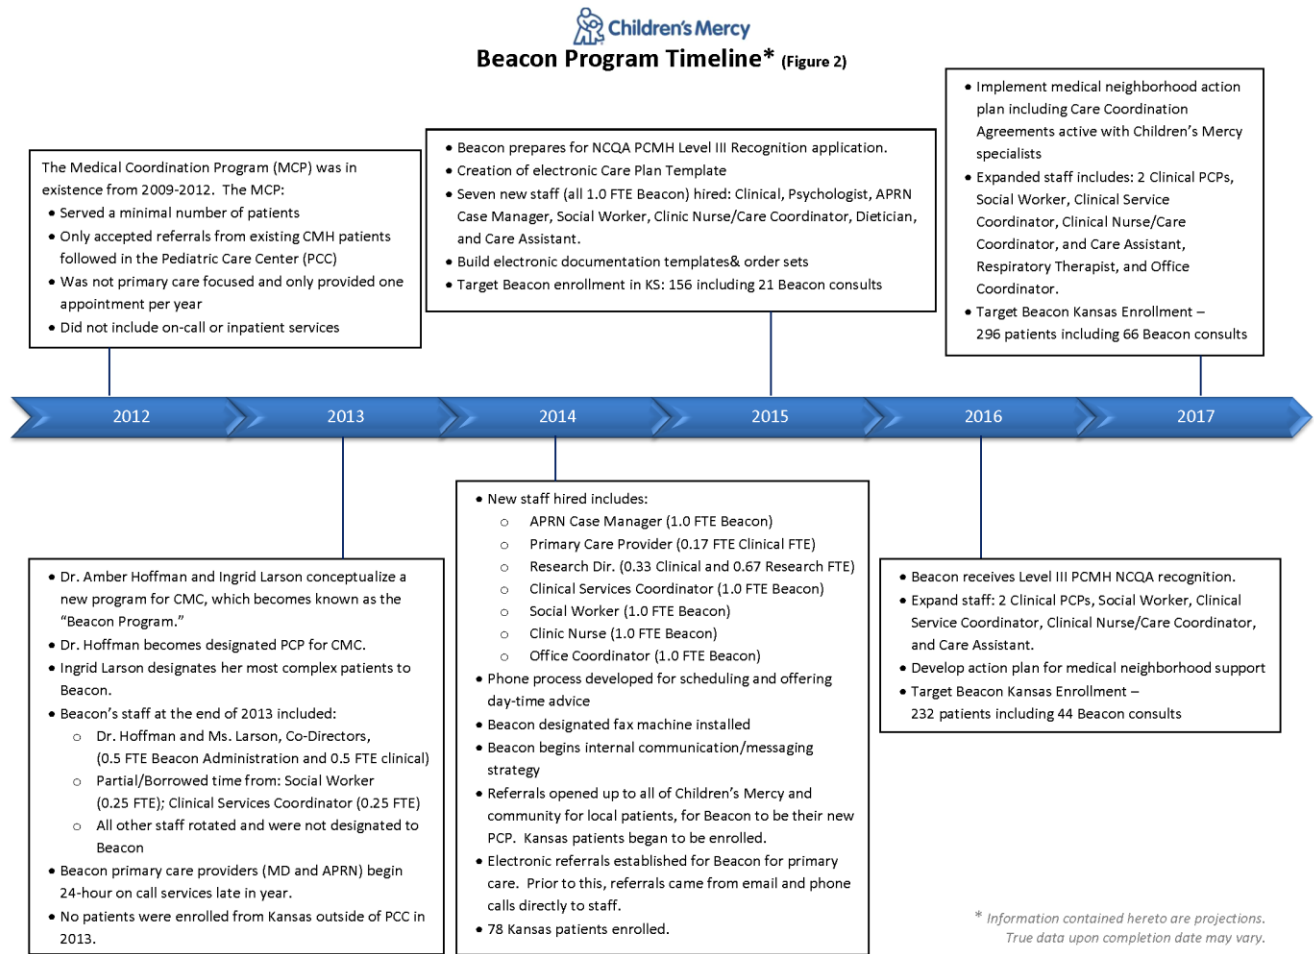 Children's Mercy
Beacon Program Timeline* (Figure 2)
The Medical Coordination Program (MCP) was in
existence from 2009-2012.  The MCP:
• Served a minimal number of patients
• Only accepted referrals from existing CMH patients
followed in the Pediatric Care Center (PCC)
• Was not primary care focused and only provided one
appointment per year
• Did not include on-call or inpatient services
• Beacon prepares for NCQA PCMH Level III Recognition application.
• Creation of electronic Care Plan Template
• Seven new staff (all 1.0 FTE Beacon) hired: Clinical, Psychologist, APRN
Case Manager, Social Worker, Clinic Nurse/Care Coordinator, Dietician,
and Care Assistant.
• Build electronic documentation templates& order sets
• Target Beacon enrollment in KS: 156 including 21 Beacon consults
• Implement medical neighborhood action
plan including Care Coordination
Agreements active with Children's Mercy
specialists
• Expanded staff includes: 2 Clinical PCPs,
Social Worker, Clinical Service
Coordinator, Clinical Nurse/Care
Coordinator, and Care Assistant,
Respiratory Therapist, and Office
Coordinator.
• Target Beacon Kansas Enrollment –
296 patients including 66 Beacon consults
2012 2013 2014 2015 2016 2017
• Dr. Amber Hoffman and Ingrid Larson conceptualize a
new program for CMC, which becomes known as the
"Beacon Program."
• Dr. Hoffman becomes designated PCP for CMC.
• Ingrid Larson designates her most complex patients to
Beacon.
• Beacon's staff at the end of 2013 included:
o Dr. Hoffman and Ms. Larson, Co-Directors,
(0.5 FTE Beacon Administration and 0.5 FTE clinical)
o Partial/Borrowed time from: Social Worker
(0.25 FTE); Clinical Services Coordinator (0.25 FTE)
o All other staff rotated and were not designated to
Beacon
• Beacon primary care providers (MD and APRN) begin
24-hour on call services late in year.
• No patients were enrolled from Kansas outside of PCC in
2013.
• New staff hired includes:
o APRN Case Manager (1.0 FTE Beacon)
o Primary Care Provider (0.17 FTE Clinical FTE)
o Research Dir. (0.33 Clinical and 0.67 Research FTE)
o Clinical Services Coordinator (1.0 FTE Beacon)
o Social Worker (1.0 FTE Beacon)
o Clinic Nurse (1.0 FTE Beacon)
o Office Coordinator (1.0 FTE Beacon)
• Phone process developed for scheduling and offering
day-time advice
• Beacon designated fax machine installed
• Beacon begins internal communication/messaging
strategy
• Referrals opened up to all of Children's Mercy and
community for local patients, for Beacon to be their new
PCP.  Kansas patients began to be enrolled.
• Electronic referrals established for Beacon for primary
care.  Prior to this, referrals came from email and phone
calls directly to staff.
• 78 Kansas patients enrolled.
• Beacon receives Level III PCMH NCQA recognition.
• Expand staff: 2 Clinical PCPs, Social Worker, Clinical
Service Coordinator, Clinical Nurse/Care Coordinator,
and Care Assistant.
• Develop action plan for medical neighborhood support
• Target Beacon Kansas Enrollment –
232 patients including 44 Beacon consults
* Information contained hereto are projections.
True data upon completion date may vary.